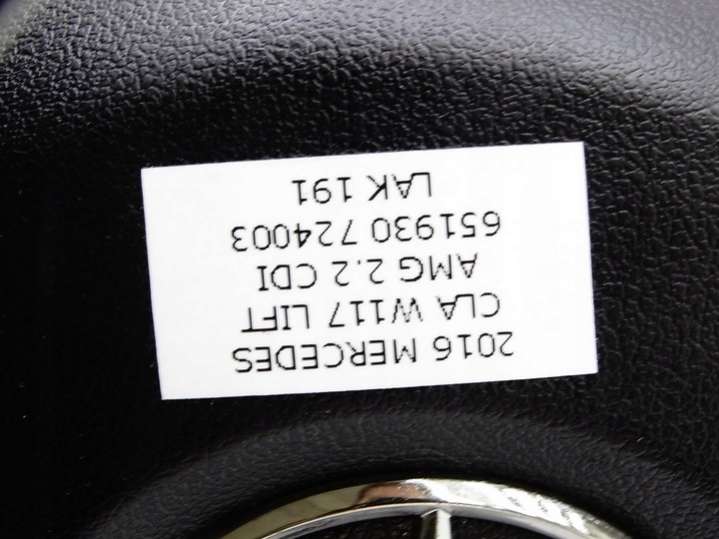 2016 MERCEDES
CLA W117 LIFT
AMG 2.2 CDI
651930 724003
LAK 191